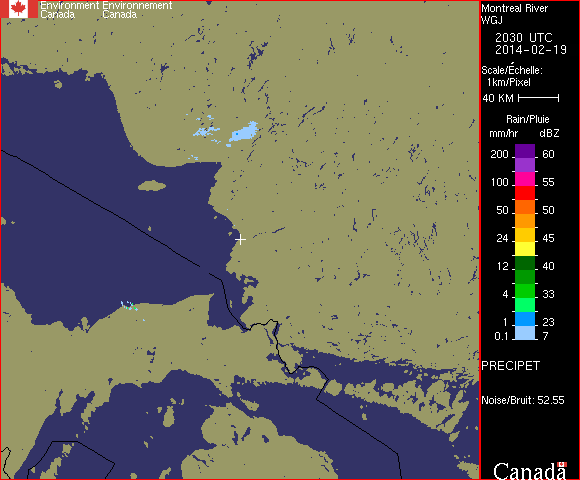 Environment Environnement
Canada Canada
Montreal River
WGJ
2030 UTC
2014-02-19
Scale/Échelle:
1km/Pixel
40 KM
Rain/Pluie
mm/hr dBZ
200 60
100 55
50 50
24 45
12 40
4 33
1 23
0.1 7
PRECIPET
Noise/Bruit: 52.55
Canada